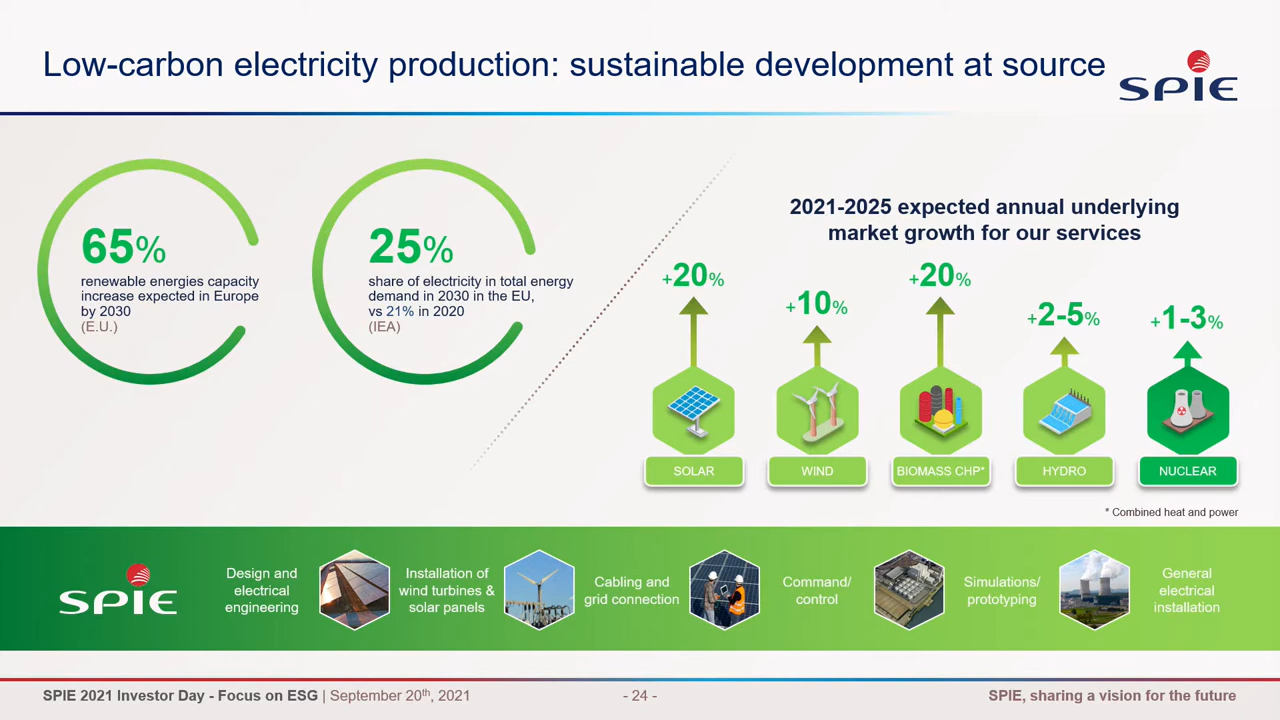 Low-carbon electricity production: sustainable development at source
SPIE
65%
renewable energies capacity
increase expected in Europe
by 2030
(E.U.)
25%
share of electricity in total energy
demand in 2030 in the EU,
vs 21% in 2020
(IEA)
2021-2025 expected annual underlying
market growth for our services
+20%
+10%
+20%
+2-5%
+1-3%
SOLAR
WIND
BIOMASS CHP*
HYDRO
NUCLEAR
* Combined heat and power
SPIE
Design and
electrical
engineering
Installation of
wind turbines &
solar panels
Cabling and
grid connection
Command/
control
Simulations/
prototyping
General
electrical
installation
SPIE 2021 Investor Day - Focus on ESG | September 20th, 2021
- 24 -
SPIE, sharing a vision for the future